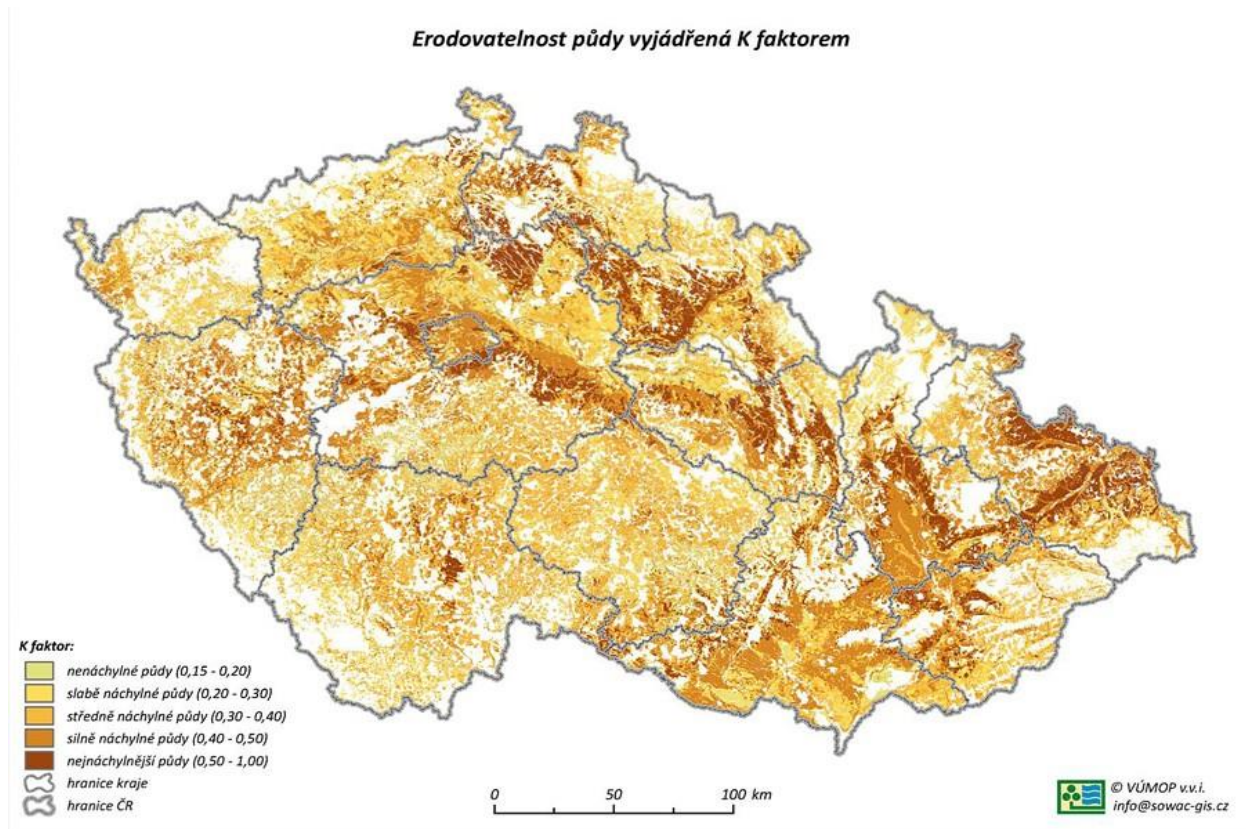 Erodovatelnost půdy vyjádřená K faktorem
K faktor:
nenáchylné půdy (0,15 - 0,20)
slabě náchylné půdy (0,20 - 0,30)
středně náchylné půdy (0,30 - 0,40)
silně náchylné půdy (0,40 - 0,50)
nejnáchylnější půdy (0,50 - 1,00)
hranice kraje
hranice ČR
0 50 100 km
© VÚMOP v.v.i.
info@sowac-gis.cz